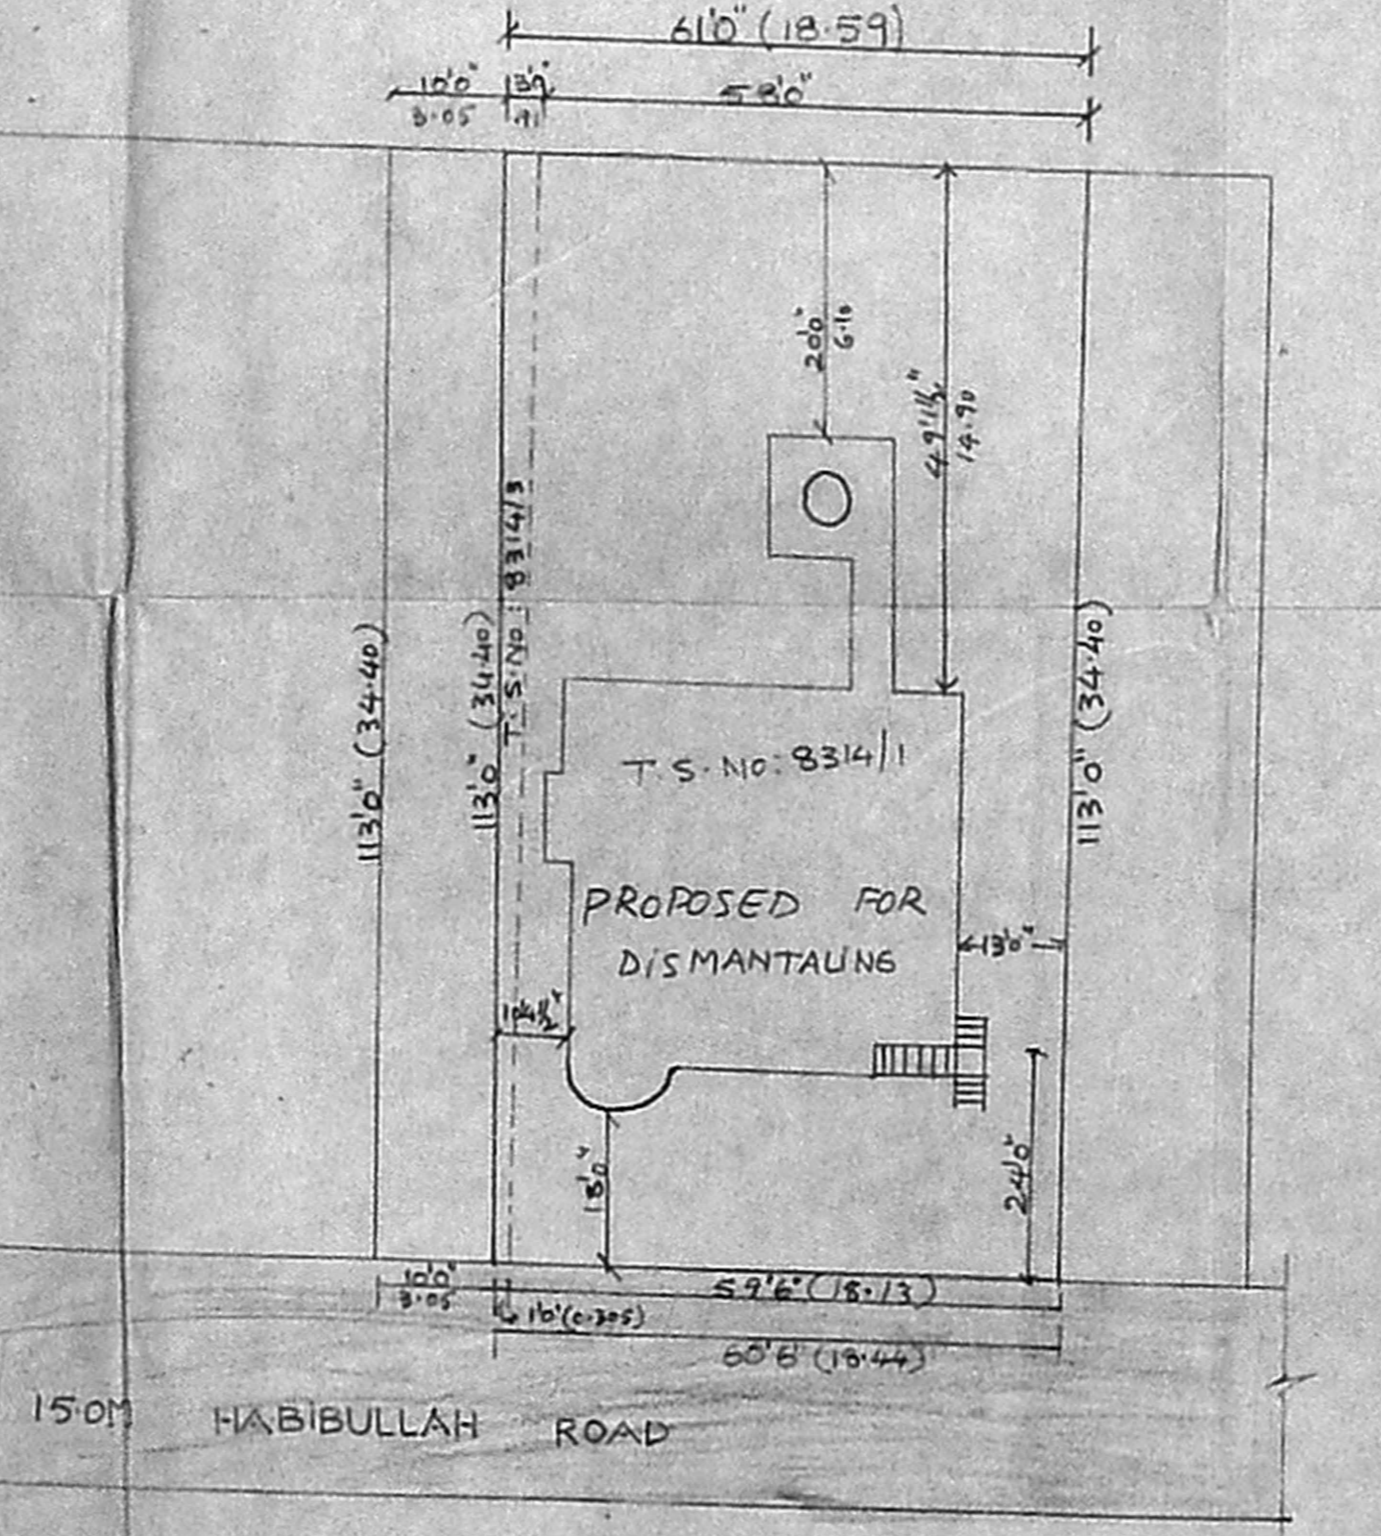 61'0" (18.59)
10'0" 3'0" 58'0"
3.05 .91
20'0"
6.10
49'1½"
14.90
T.S.No: 8314/3
113'0" (34.40)
113'0" (34.40)
113'0" (34.40)
T.S.No: 8314/1
PROPOSED FOR
DISMANTALING
13'0"
10'4½"
18'0"
24'0"
10'0" 59'6" (18.13)
3.05
1'0" (0.305)
60'6" (18.44)
15.0M HABIBULLAH ROAD